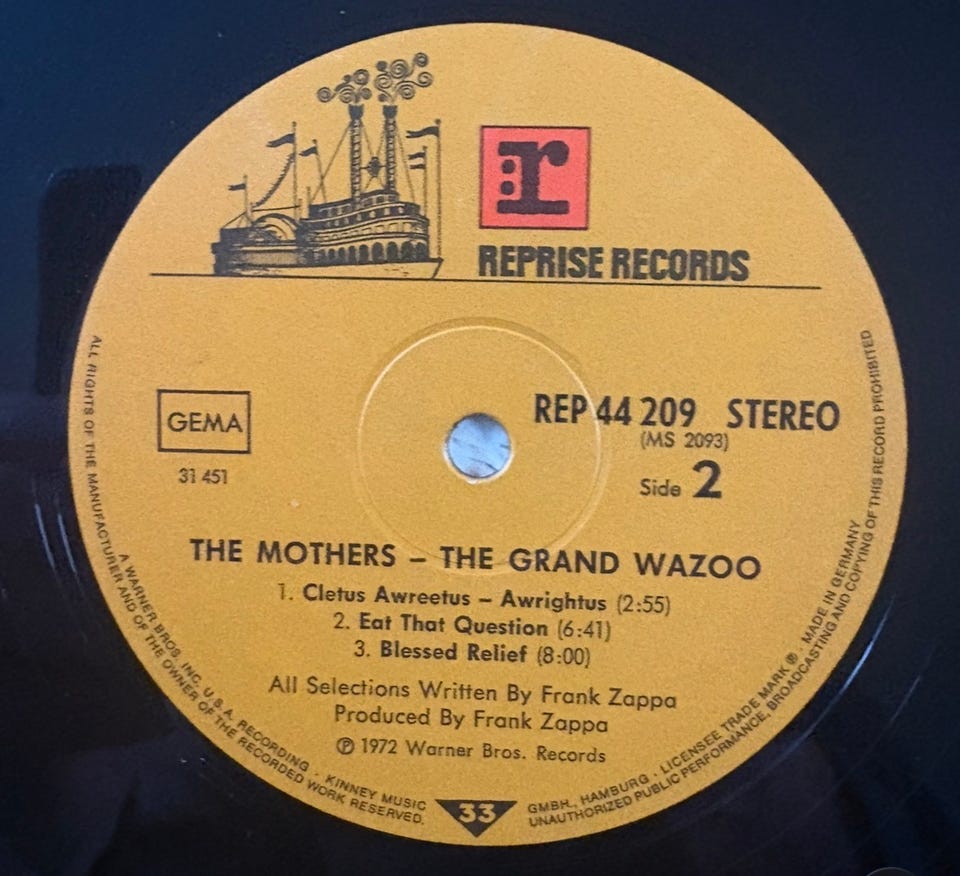 r
REPRISE RECORDS
GEMA
31 451
REP 44 209 STEREO
(MS 2093)
Side 2
THE MOTHERS – THE GRAND WAZOO
1. Cletus Awreetus – Awrightus (2:55)
2. Eat That Question (6:41)
3. Blessed Relief (8:00)
All Selections Written By Frank Zappa
Produced By Frank Zappa
℗ 1972 Warner Bros. Records
33
A WARNER BROS. INC. U.S.A. RECORDING · KINNEY MUSIC GMBH., HAMBURG · LICENSEE TRADE MARK ® · MADE IN GERMANY
ALL RIGHTS OF THE MANUFACTURER AND OF THE OWNER OF THE RECORDED WORK RESERVED. UNAUTHORIZED PUBLIC PERFORMANCE, BROADCASTING AND COPYING OF THIS RECORD PROHIBITED